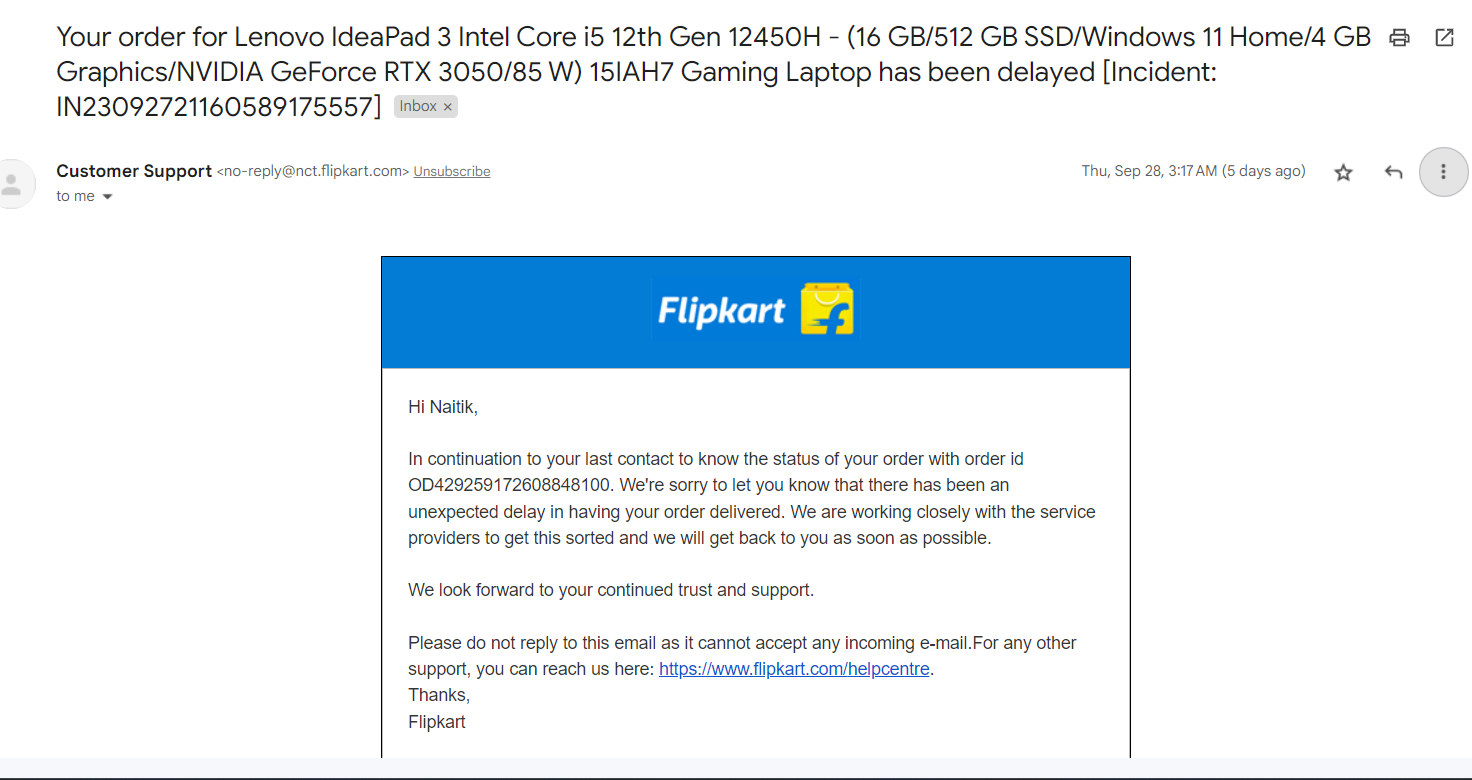 Your order for Lenovo IdeaPad 3 Intel Core i5 12th Gen 12450H - (16 GB/512 GB SSD/Windows 11 Home/4 GB
Graphics/NVIDIA GeForce RTX 3050/85 W) 15IAH7 Gaming Laptop has been delayed [Incident:
IN23092721160589175557] Inbox ×
Customer Support <no-reply@nct.flipkart.com> Unsubscribe
Thu, Sep 28, 3:17 AM (5 days ago)
to me
Flipkart
Hi Naitik,
In continuation to your last contact to know the status of your order with order id
OD429259172608848100. We're sorry to let you know that there has been an
unexpected delay in having your order delivered. We are working closely with the service
providers to get this sorted and we will get back to you as soon as possible.
We look forward to your continued trust and support.
Please do not reply to this email as it cannot accept any incoming e-mail.For any other
support, you can reach us here: https://www.flipkart.com/helpcentre.
Thanks,
Flipkart